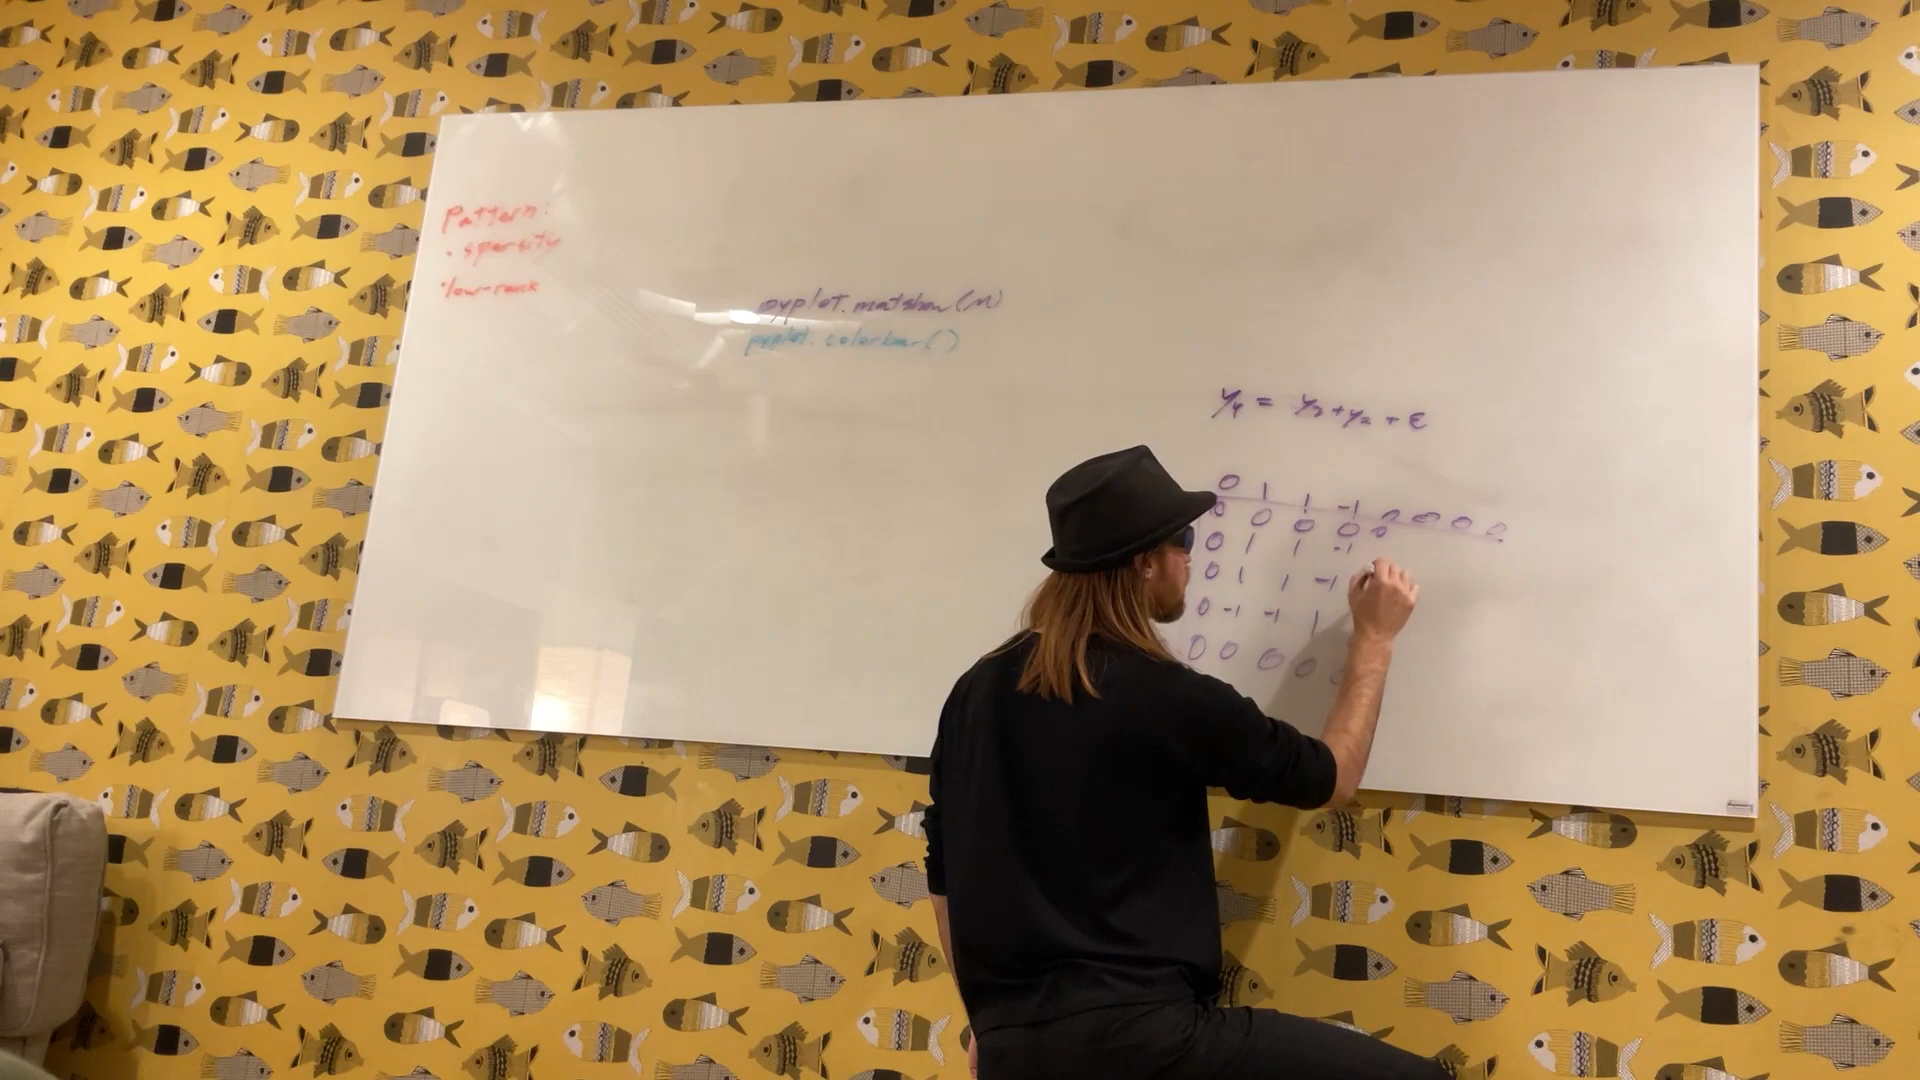 Pattern:
. sparsity
. low-rank
pyplot.matshow(M)
pyplot.colorbar()
y₄ = y₃+y₂ + ε
0 1 1 -1 0 0 0 0
0 0 0 0 0
0 1 1 -1
0 1 1 -1
0 -1 -1 1
0 0 0 0